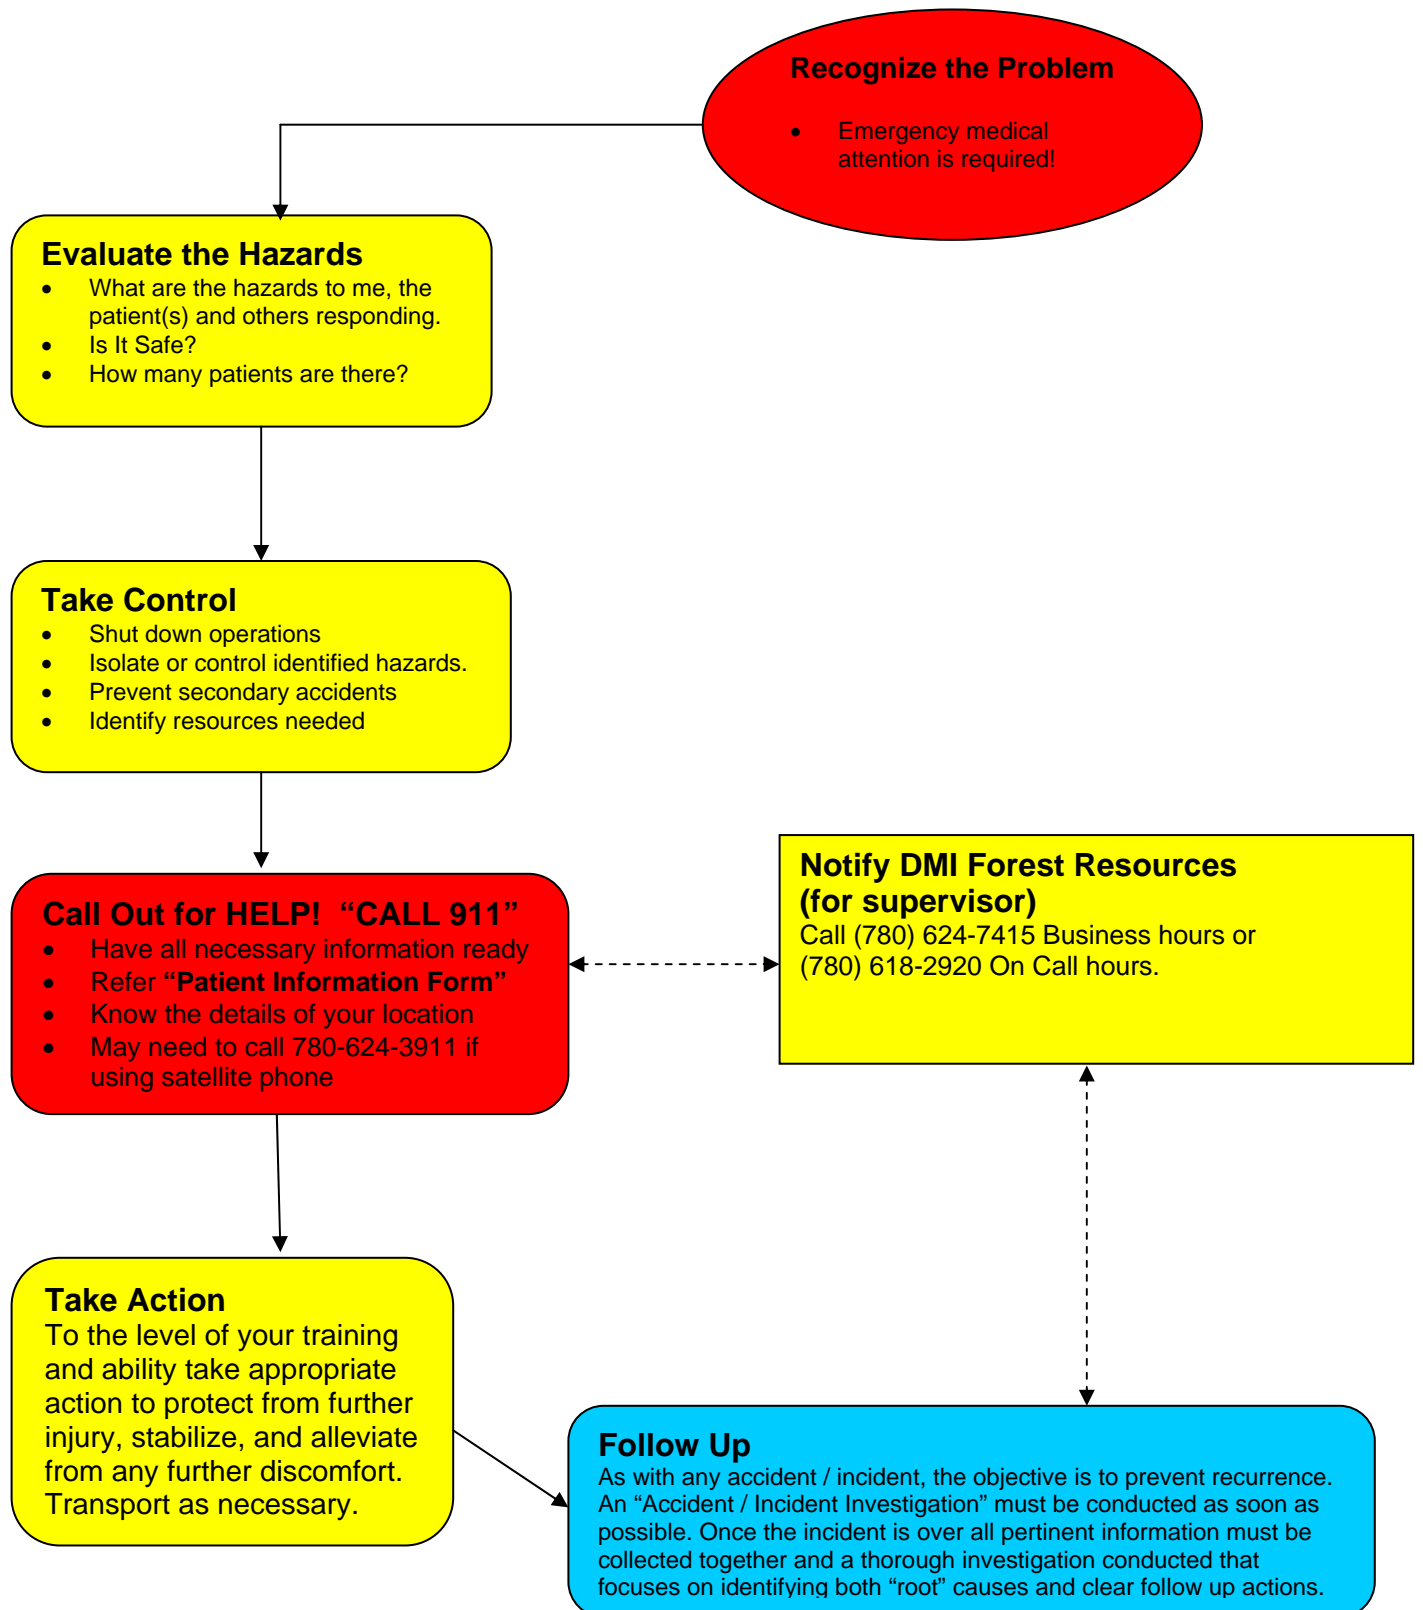 Recognize the Problem
• Emergency medical
attention is required!
Evaluate the Hazards
• What are the hazards to me, the
patient(s) and others responding.
• Is It Safe?
• How many patients are there?
Take Control
• Shut down operations
• Isolate or control identified hazards.
• Prevent secondary accidents
• Identify resources needed
Call Out for HELP! “CALL 911”
• Have all necessary information ready
• Refer “Patient Information Form”
• Know the details of your location
• May need to call 780-624-3911 if
using satellite phone
Notify DMI Forest Resources
(for supervisor)
Call (780) 624-7415 Business hours or
(780) 618-2920 On Call hours.
Take Action
To the level of your training
and ability take appropriate
action to protect from further
injury, stabilize, and alleviate
from any further discomfort.
Transport as necessary.
Follow Up
As with any accident / incident, the objective is to prevent recurrence.
An “Accident / Incident Investigation” must be conducted as soon as
possible. Once the incident is over all pertinent information must be
collected together and a thorough investigation conducted that
focuses on identifying both “root” causes and clear follow up actions.